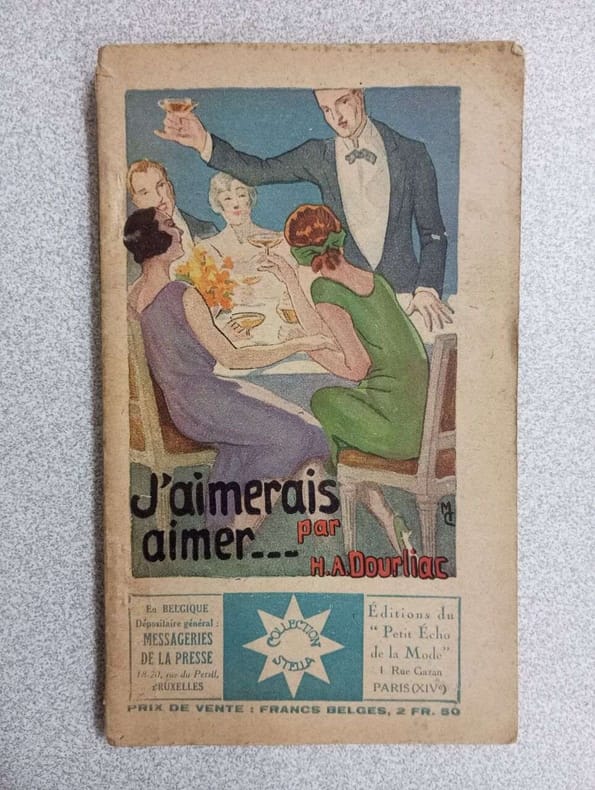 J'aimerais
aimer...
par
H.A. Dourliac
En BELGIQUE
Dépositaire général :
MESSAGERIES
DE LA PRESSE
18-20, rue du Persil,
BRUXELLES
COLLECTION
STELLA
Éditions du
" Petit Écho
de la Mode "
1 Rue Gazan
PARIS (XIVe)
PRIX DE VENTE : FRANCS BELGES, 2 FR. 50